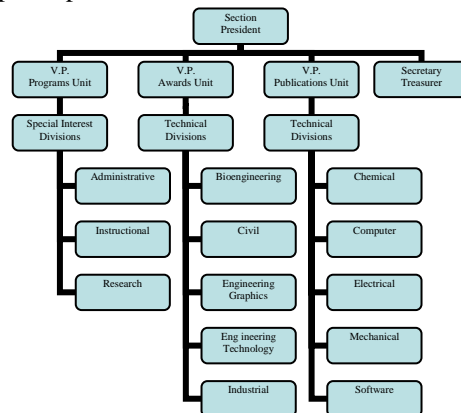 Section
President
V.P.
Programs Unit
V.P.
Awards Unit
V.P.
Publications Unit
Secretary
Treasurer
Special Interest
Divisions
Technical
Divisions
Technical
Divisions
Administrative
Bioengineering
Chemical
Instructional
Civil
Computer
Research
Engineering
Graphics
Electrical
Eng ineering
Technology
Mechanical
Industrial
Software